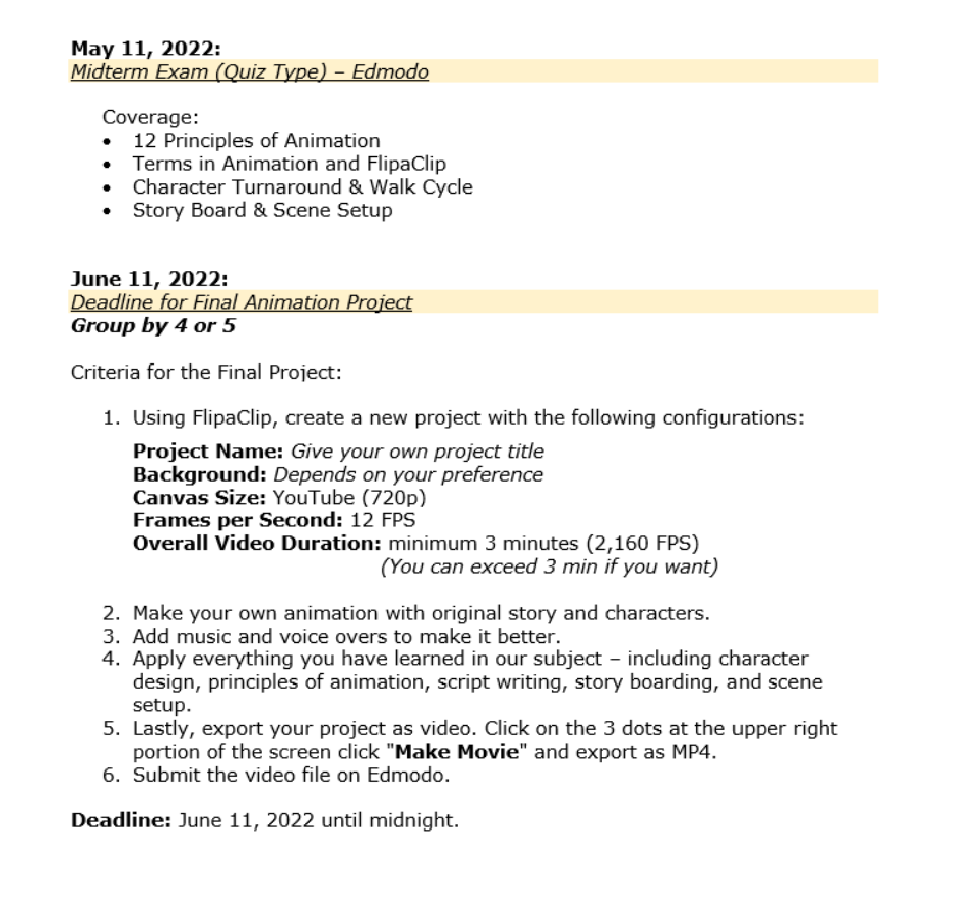 May 11, 2022:
Midterm Exam (Quiz Type) – Edmodo
Coverage:
• 12 Principles of Animation
• Terms in Animation and FlipaClip
• Character Turnaround & Walk Cycle
• Story Board & Scene Setup
June 11, 2022:
Deadline for Final Animation Project
Group by 4 or 5
Criteria for the Final Project:
1. Using FlipaClip, create a new project with the following configurations:
Project Name: Give your own project title
Background: Depends on your preference
Canvas Size: YouTube (720p)
Frames per Second: 12 FPS
Overall Video Duration: minimum 3 minutes (2,160 FPS)
(You can exceed 3 min if you want)
2. Make your own animation with original story and characters.
3. Add music and voice overs to make it better.
4. Apply everything you have learned in our subject – including character
design, principles of animation, script writing, story boarding, and scene
setup.
5. Lastly, export your project as video. Click on the 3 dots at the upper right
portion of the screen click "Make Movie" and export as MP4.
6. Submit the video file on Edmodo.
Deadline: June 11, 2022 until midnight.